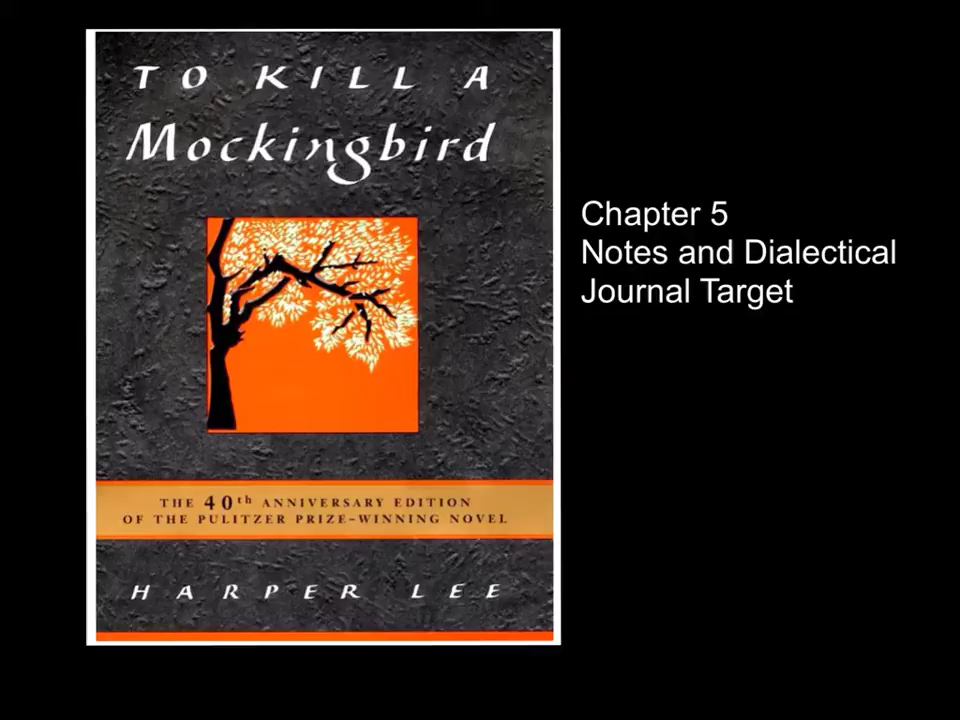 TO KILL A
Mockingbird
THE 40th ANNIVERSARY EDITION
OF THE PULITZER PRIZE-WINNING NOVEL
HARPER LEE
Chapter 5
Notes and Dialectical
Journal Target